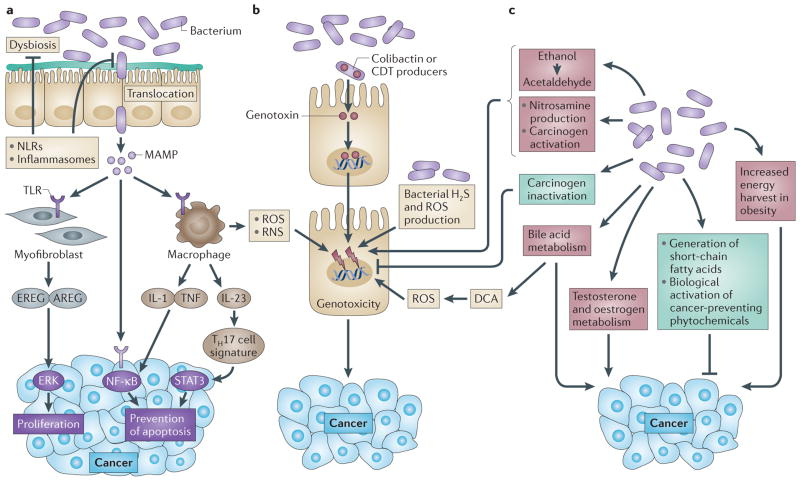 a
Bacterium
Dysbiosis
Translocation
• NLRs
• Inflammasomes
MAMP
TLR
Myofibroblast
Macrophage
EREG
AREG
IL-1
TNF
IL-23
TH17 cell
signature
ERK
NF-κB
STAT3
Proliferation
Prevention
of apoptosis
Cancer
b
Colibactin or
CDT producers
Genotoxin
• ROS
• RNS
Bacterial H2S
and ROS
production
Genotoxicity
ROS
DCA
Cancer
c
Ethanol
Acetaldehyde
• Nitrosamine
production
• Carcinogen
activation
Carcinogen
inactivation
Bile acid
metabolism
Testosterone
and oestrogen
metabolism
• Generation of
short-chain
fatty acids
• Biological
activation of
cancer-preventing
phytochemicals
Increased
energy
harvest in
obesity
Cancer